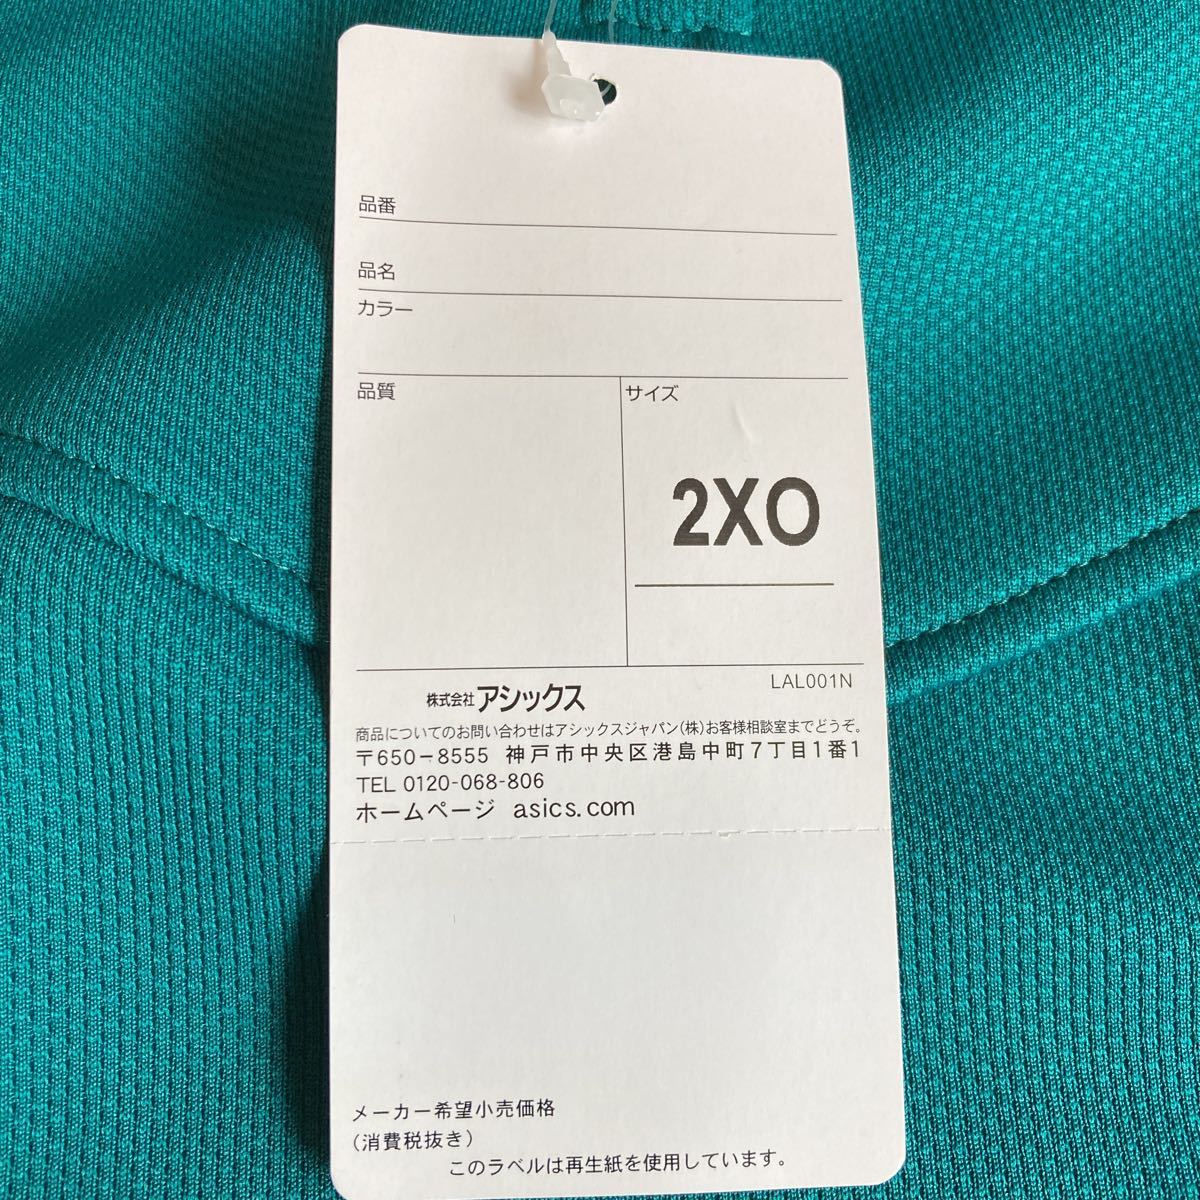 品番
品名
カラー
品質
サイズ
2XO
LAL001N
株式会社アシックス
商品についてのお問い合わせはアシックスジャパン(株)お客様相談室までどうぞ。
〒650-8555 神戸市中央区港島中町7丁目1番1
TEL 0120-068-806
ホームページ asics.com
メーカー希望小売価格
(消費税抜き)
このラベルは再生紙を使用しています。